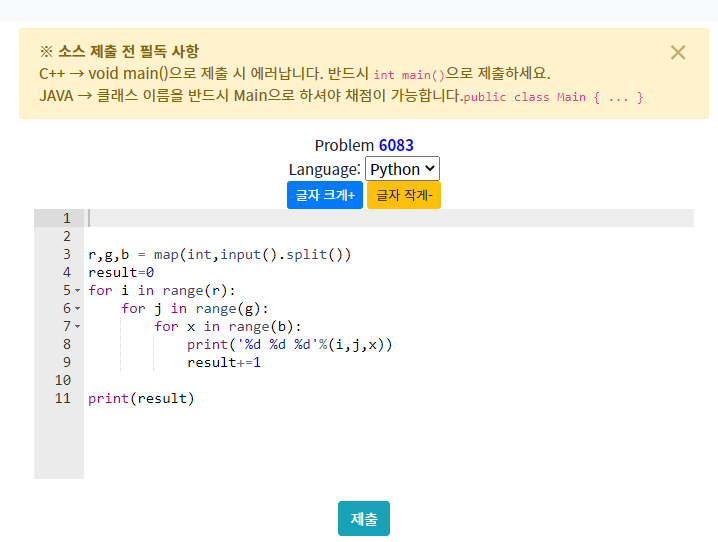 ※ 소스 제출 전 필독 사항
C++ → void main()으로 제출 시 에러납니다. 반드시 int main()으로 제출하세요.
JAVA → 클래스 이름을 반드시 Main으로 하셔야 채점이 가능합니다.public class Main { ... }
×
Problem 6083
Language: Python
글자 크게+ 글자 작게-
1
2
3 r,g,b = map(int,input().split())
4 result=0
5 for i in range(r):
6     for j in range(g):
7         for x in range(b):
8             print('%d %d %d'%(i,j,x))
9             result+=1
10
11 print(result)
제출